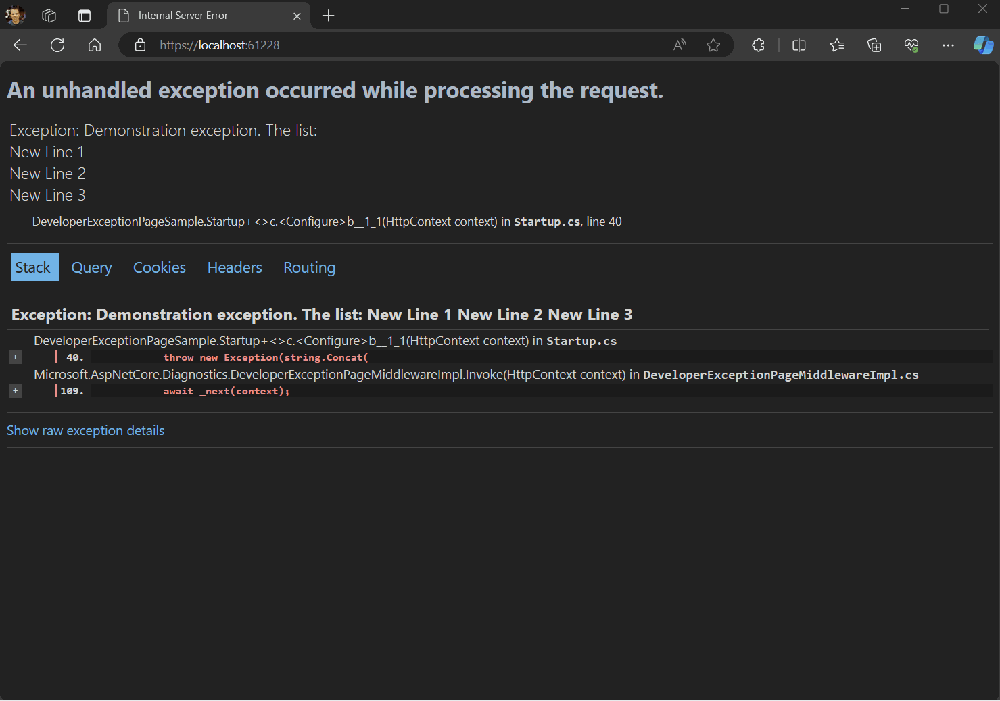 Internal Server Error
https://localhost:61228
An unhandled exception occurred while processing the request.
Exception: Demonstration exception. The list:
New Line 1
New Line 2
New Line 3
DeveloperExceptionPageSample.Startup+<>c.<Configure>b__1_1(HttpContext context) in Startup.cs, line 40
Stack Query Cookies Headers Routing
Exception: Demonstration exception. The list: New Line 1 New Line 2 New Line 3
DeveloperExceptionPageSample.Startup+<>c.<Configure>b__1_1(HttpContext context) in Startup.cs
+ 40. throw new Exception(string.Concat(
Microsoft.AspNetCore.Diagnostics.DeveloperExceptionPageMiddlewareImpl.Invoke(HttpContext context) in DeveloperExceptionPageMiddlewareImpl.cs
+ 109. await _next(context);
Show raw exception details